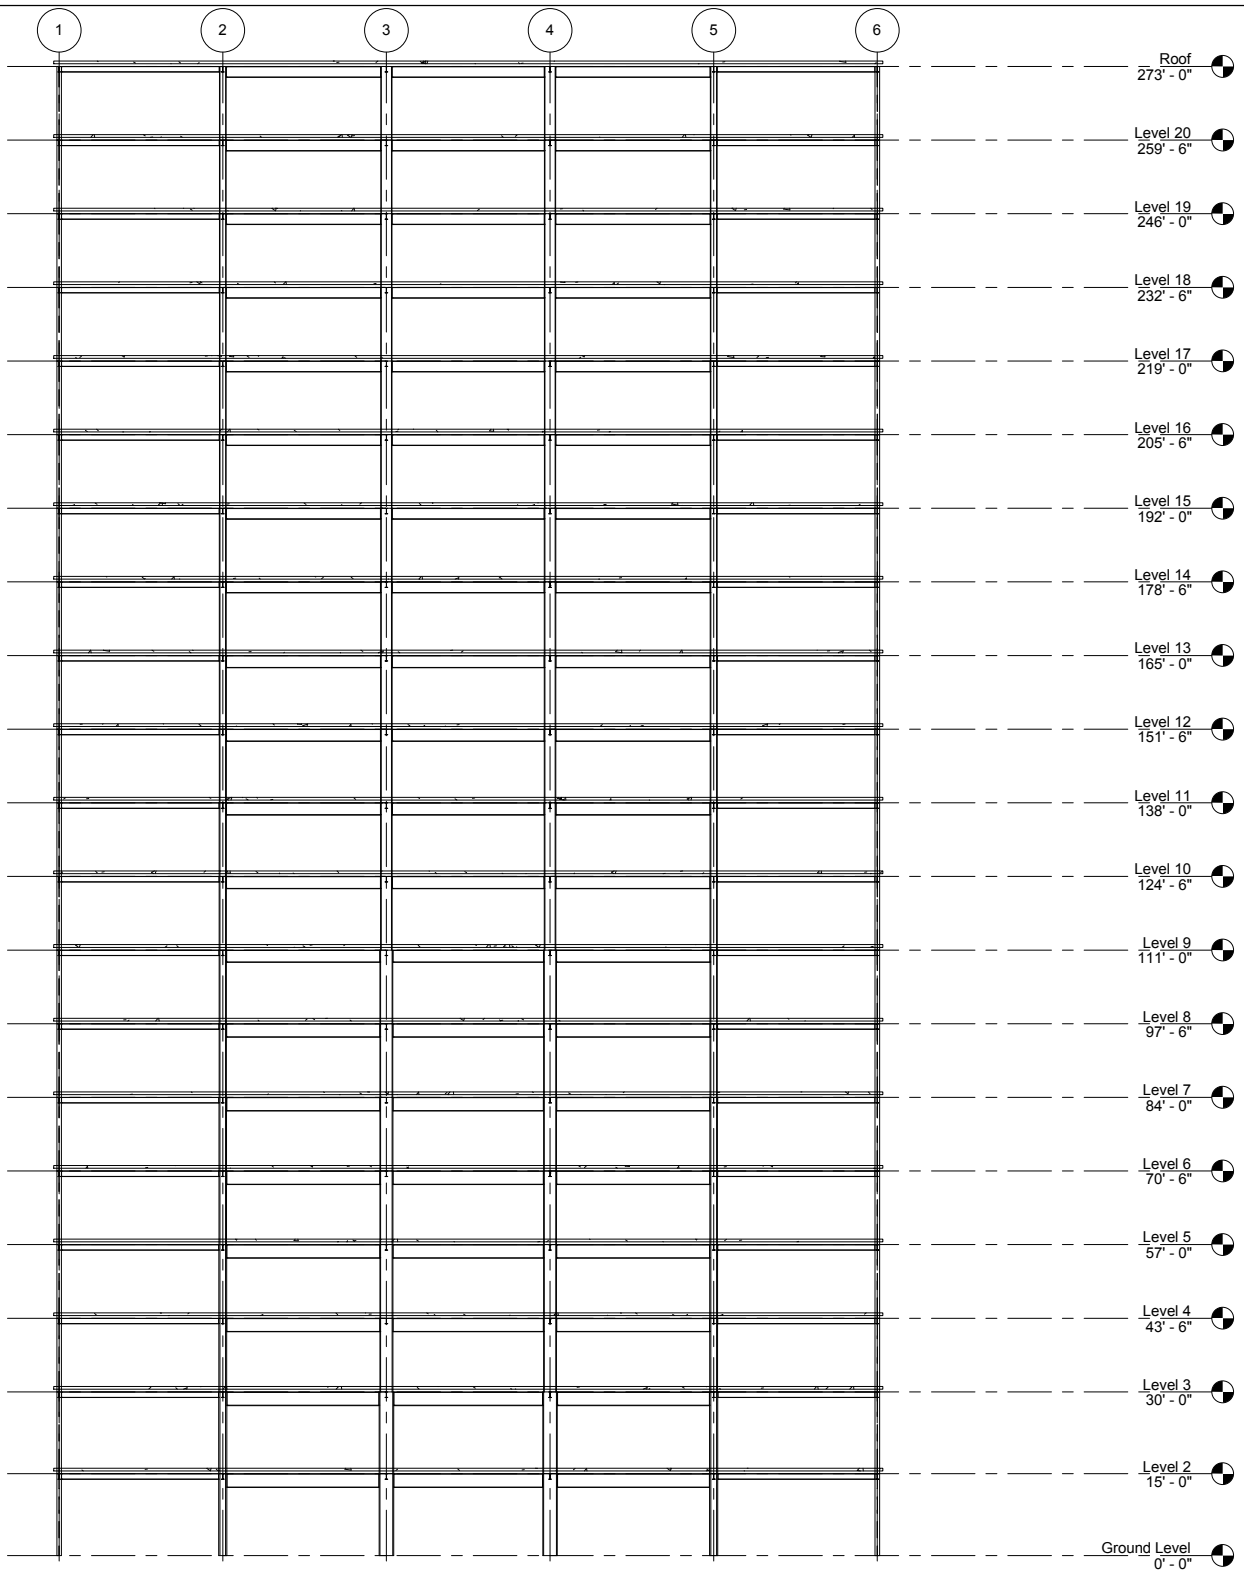 1 2 3 4 5 6
Roof
273' - 0"
Level 20
259' - 6"
Level 19
246' - 0"
Level 18
232' - 6"
Level 17
219' - 0"
Level 16
205' - 6"
Level 15
192' - 0"
Level 14
178' - 6"
Level 13
165' - 0"
Level 12
151' - 6"
Level 11
138' - 0"
Level 10
124' - 6"
Level 9
111' - 0"
Level 8
97' - 6"
Level 7
84' - 0"
Level 6
70' - 6"
Level 5
57' - 0"
Level 4
43' - 6"
Level 3
30' - 0"
Level 2
15' - 0"
Ground Level
0' - 0"